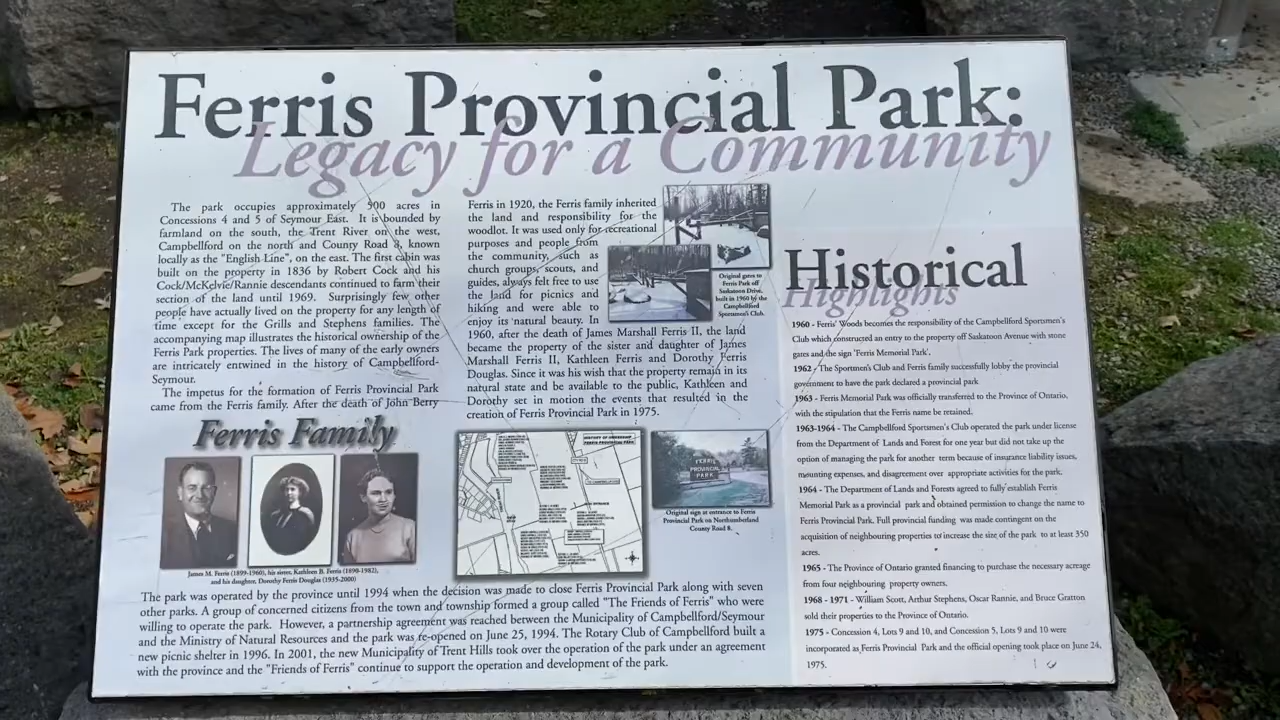 Ferris Provincial Park:
Legacy for a Community
The park occupies approximately 900 acres in
Concessions 4 and 5 of Seymour East. It is bounded by
farmland on the south, the Trent River on the west,
Campbellford on the north and County Road 8, known
locally as the "English Line", on the east. The first cabin
was built on the property in 1836 by Robert Cock and his
Cock/McKelvie/Rannie descendants continued to farm their
section of the land until 1969. Surprisingly few other
people have actually lived on the property for any length of
time except for the Grills and Stephens families. The
accompanying map illustrates the historical ownership of the
Ferris Park properties. The lives of many of the early owners
are intricately entwined in the history of Campbellford-
Seymour.
The impetus for the formation of Ferris Provincial Park
came from the Ferris family. After the death of John Berry
Ferris in 1920, the Ferris family inherited
the land and responsibility for the
woodlot. It was used only for recreational
purposes and people from
the community, such as
church groups, scouts, and
guides, always felt free to use
the land for picnics and
hiking and were able to
enjoy its natural beauty. In
1960, after the death of James Marshall Ferris II, the land
became the property of the sister and daughter of James
Marshall Ferris II, Kathleen Ferris and Dorothy Ferris
Douglas. Since it was his wish that the property remain in its
natural state and be available to the public, Kathleen and
Dorothy set in motion the events that resulted in the
creation of Ferris Provincial Park in 1975.
Original gates to
Ferris Park off
Saskatoon Drive,
built in 1960 by the
Campbellford
Sportsmen's Club.
Ferris Family
James M. Ferris (1899-1960), his sister, Kathleen B. Ferris (1890-1982),
and his daughter, Dorothy Ferris Douglas (1935-2000)
HISTORY OF OWNERSHIP
FERRIS PROVINCIAL PARK
FERRIS
PROVINCIAL
PARK
Original sign at entrance to Ferris
Provincial Park on Northumberland
County Road 8.
The park was operated by the province until 1994 when the decision was made to close Ferris Provincial Park along with seven
other parks. A group of concerned citizens from the town and township formed a group called "The Friends of Ferris" who were
willing to operate the park. However, a partnership agreement was reached between the Municipality of Campbellford/Seymour
and the Ministry of Natural Resources and the park was re-opened on June 25, 1994. The Rotary Club of Campbellford built a
new picnic shelter in 1996. In 2001, the new Municipality of Trent Hills took over the operation of the park under an agreement
with the province and the "Friends of Ferris" continue to support the operation and development of the park.
Historical
Highlights
1960 - Ferris' Woods becomes the responsibility of the Campbellford Sportsmen's
Club which constructed an entry to the property off Saskatoon Avenue with stone
gates and the sign 'Ferris Memorial Park'.
1962 - The Sportmen's Club and Ferris family successfully lobby the provincial
government to have the park declared a provincial park
1963 - Ferris Memorial Park was officially transferred to the Province of Ontario,
with the stipulation that the Ferris name be retained.
1963-1964 - The Campbellford Sportsmen's Club operated the park under license
from the Department of Lands and Forest for one year but did not take up the
option of managing the park for another term because of insurance liability issues,
mounting expenses, and disagreement over appropriate activities for the park.
1964 - The Department of Lands and Forests agreed to fully establish Ferris
Memorial Park as a provincial park and obtained permission to change the name to
Ferris Provincial Park. Full provincial funding was made contingent on the
acquisition of neighbouring properties to increase the size of the park to at least 350
acres.
1965 - The Province of Ontario granted financing to purchase the necessary acreage
from four neighbouring property owners.
1968 - 1971 - William Scott, Arthur Stephens, Oscar Rannie, and Bruce Gratton
sold their properties to the Province of Ontario.
1975 - Concession 4, Lots 9 and 10, and Concession 5, Lots 9 and 10 were
incorporated as Ferris Provincial Park and the official opening took place on June 24,
1975.